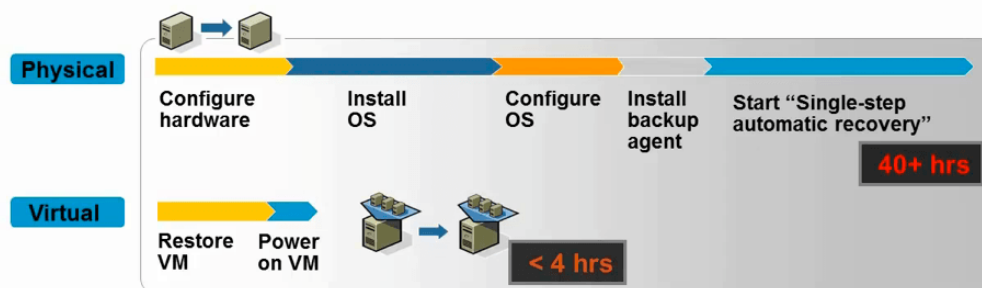 Physical
Configure
hardware
Install
OS
Configure
OS
Install
backup
agent
Start “Single-step
automatic recovery”
40+ hrs
Virtual
Restore
VM
Power
on VM
< 4 hrs